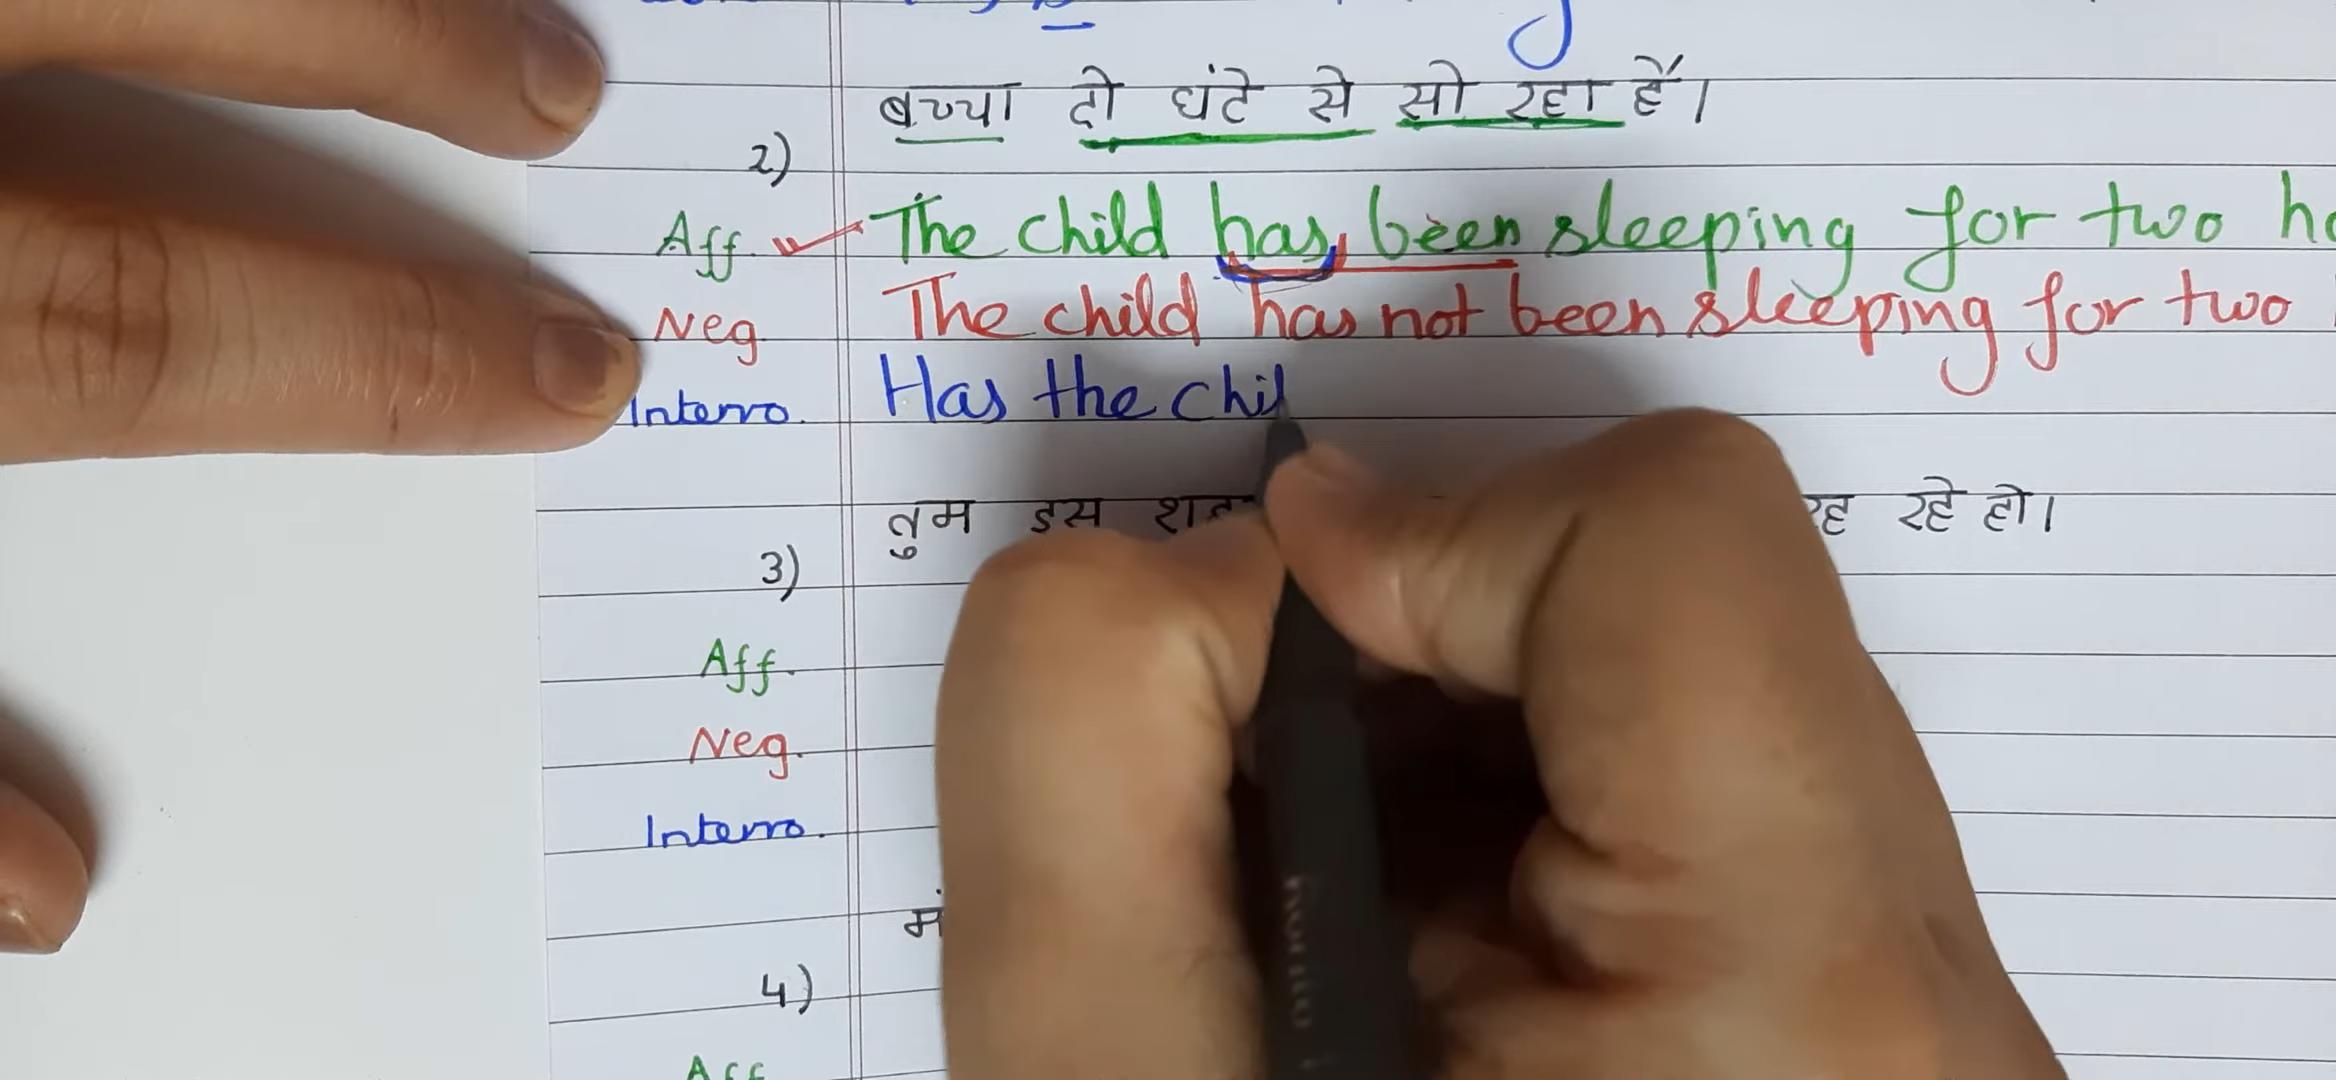 बच्चा दो घंटे से सो रहा हैं।
2)
Aff. The child has been sleeping for two
Neg. The child has not been sleeping for two
Interro. Has the chil
तुम इस रह रहे हो।
3)
Aff.
Neg.
Interro.
4)